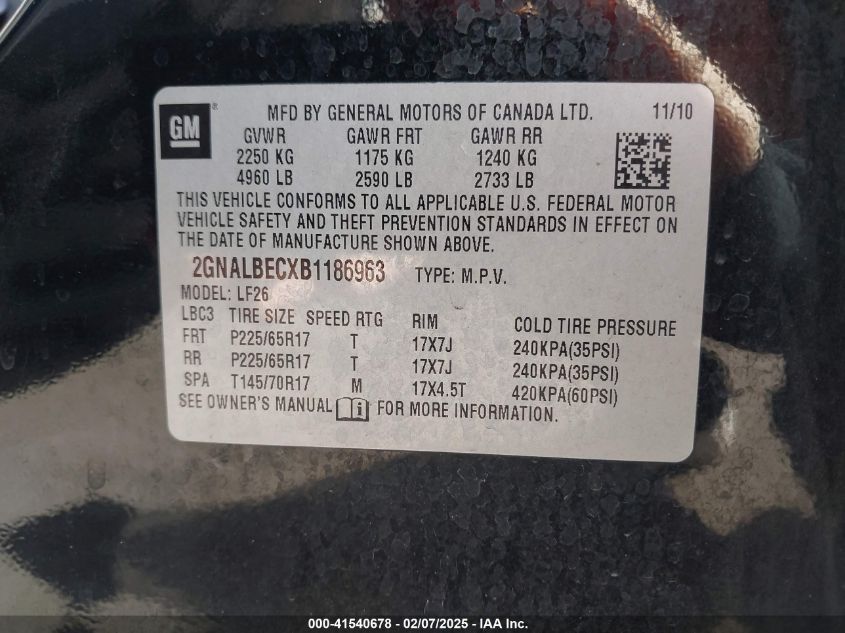 GM ®
MFD BY GENERAL MOTORS OF CANADA LTD. 11/10
GVWR GAWR FRT GAWR RR
2250 KG 1175 KG 1240 KG
4960 LB 2590 LB 2733 LB
THIS VEHICLE CONFORMS TO ALL APPLICABLE U.S. FEDERAL MOTOR
VEHICLE SAFETY AND THEFT PREVENTION STANDARDS IN EFFECT ON
THE DATE OF MANUFACTURE SHOWN ABOVE.
2GNALBECXB1186963 TYPE: M.P.V.
MODEL: LF26
LBC3 TIRE SIZE SPEED RTG RIM COLD TIRE PRESSURE
FRT P225/65R17 T 17X7J 240KPA(35PSI)
RR P225/65R17 T 17X7J 240KPA(35PSI)
SPA T145/70R17 M 17X4.5T 420KPA(60PSI)
SEE OWNER'S MANUAL FOR MORE INFORMATION.
000-41540678 - 02/07/2025 - IAA Inc.